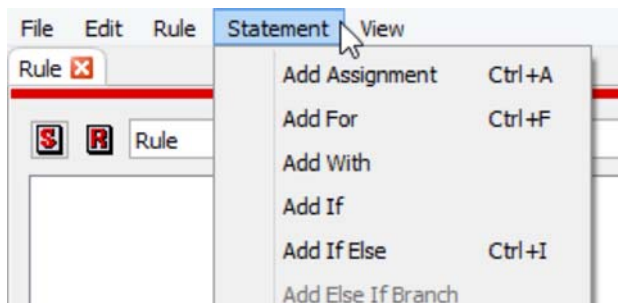 File Edit Rule Statement View
Rule
Add Assignment Ctrl+A
Add For Ctrl+F
S R Rule
Add With
Add If
Add If Else Ctrl+I
Add Else If Branch